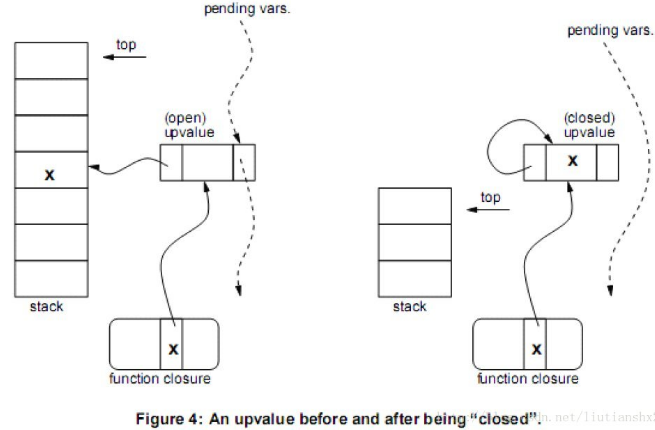 pending vars.
top
(open)
upvalue
x
stack
x
function closure
pending vars.
(closed)
upvalue
x
top
stack
x
function closure
Figure 4: An upvalue before and after being “closed”.